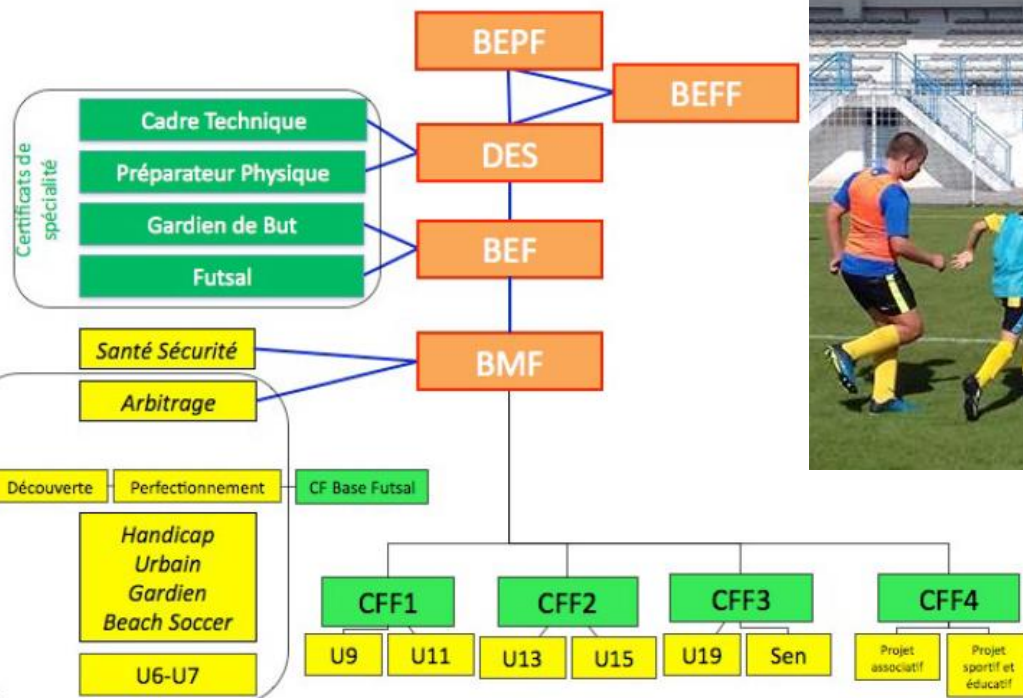 BEPF
BEFF
Certificats de
spécialité
Cadre Technique
Préparateur Physique
Gardien de But
Futsal
DES
BEF
Santé Sécurité
Arbitrage
BMF
Découverte
Perfectionnement
CF Base Futsal
Handicap
Urbain
Gardien
Beach Soccer
U6-U7
CFF1
CFF2
CFF3
CFF4
U9
U11
U13
U15
U19
Sen
Projet
associatif
Projet
sportif et
éducatif